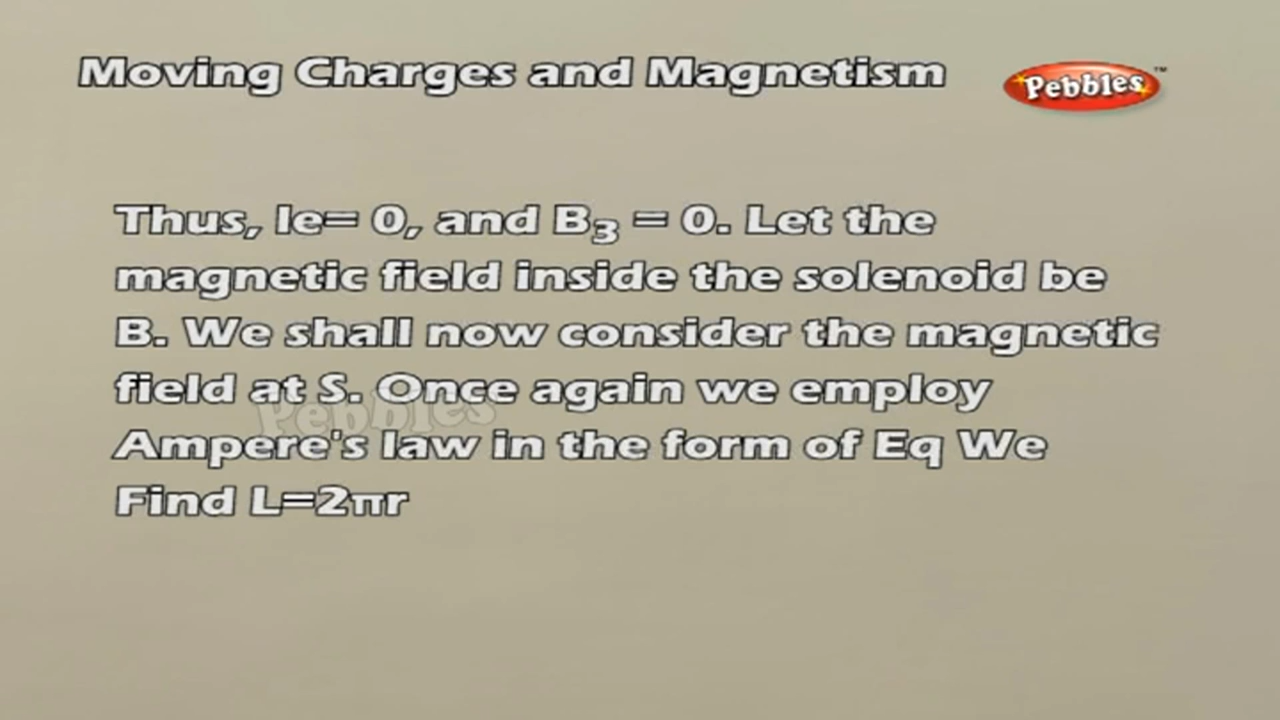 Moving Charges and Magnetism
Pebbles™
Thus, Ie= 0, and B₃ = 0. Let the
magnetic field inside the solenoid be
B. We shall now consider the magnetic
field at S. Once again we employ
Pebbles
Ampere's law in the form of Eq We
Find L=2πr